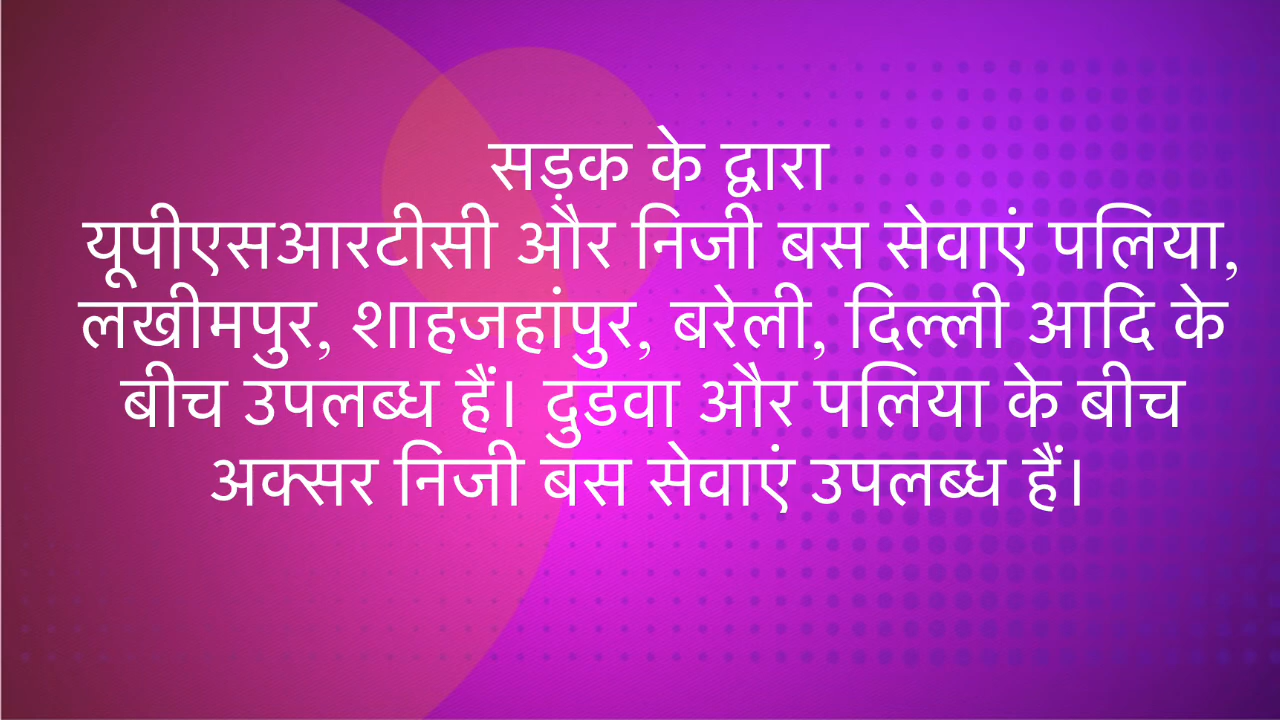 सड़क के द्वारा
यूपीएसआरटीसी और निजी बस सेवाएं पलिया,
लखीमपुर, शाहजहांपुर, बरेली, दिल्ली आदि के
बीच उपलब्ध हैं। दुडवा और पलिया के बीच
अक्सर निजी बस सेवाएं उपलब्ध हैं।